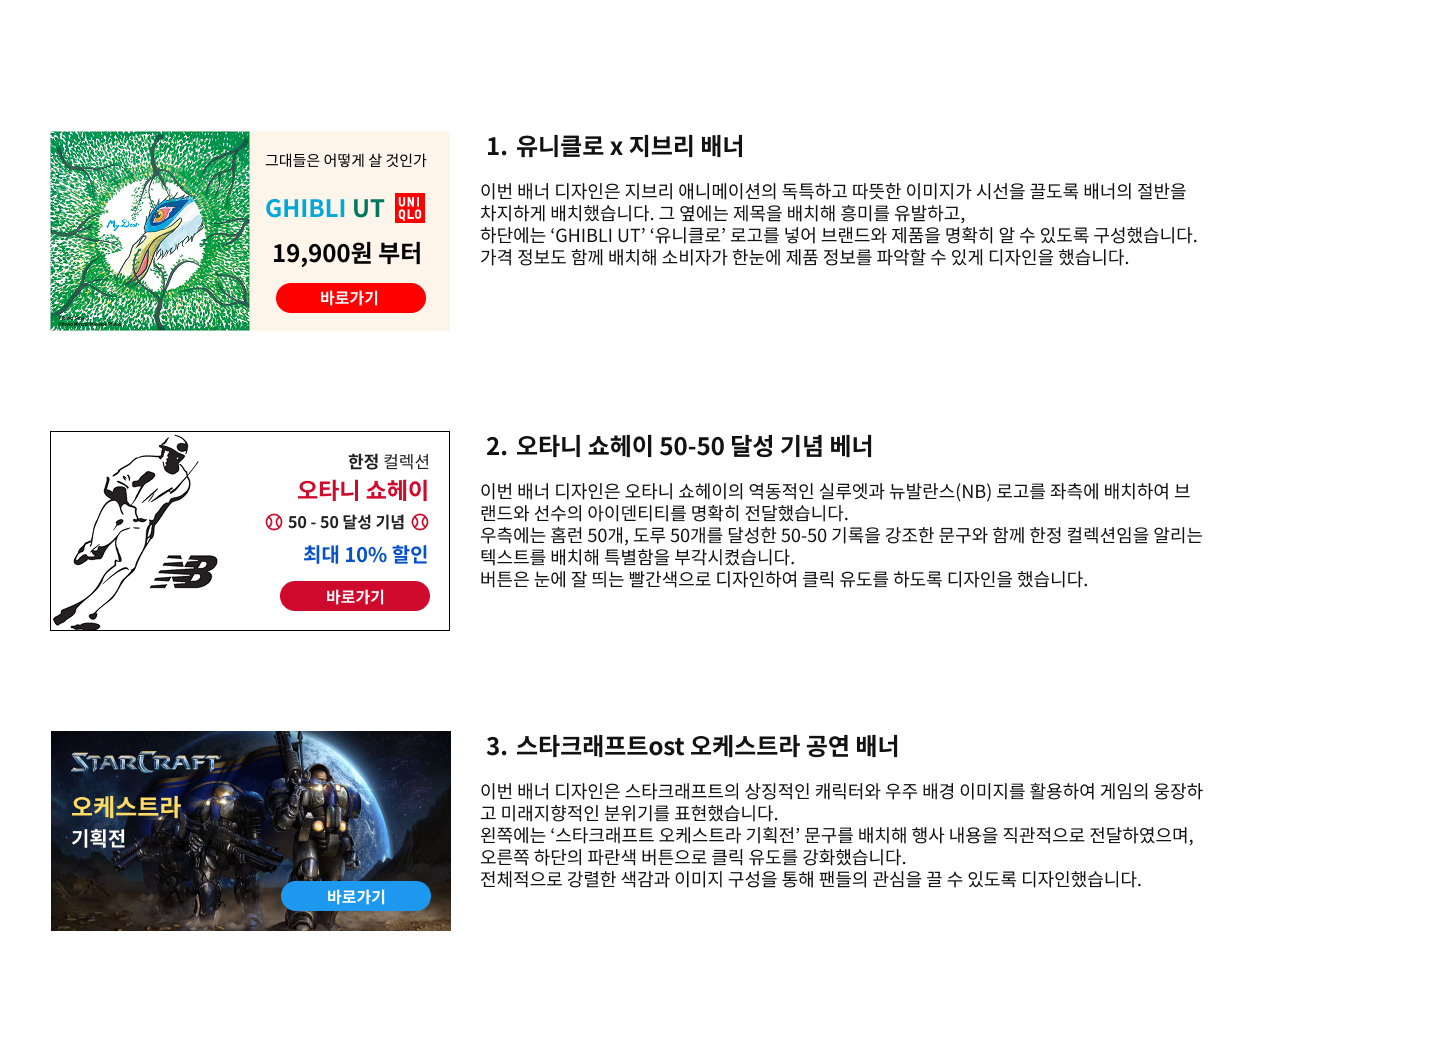 그대들은 어떻게 살 것인가
GHIBLI UT
UNI
QLO
19,900원 부터
바로가기
My Dear
1. 유니클로 x 지브리 배너
이번 배너 디자인은 지브리 애니메이션의 독특하고 따뜻한 이미지가 시선을 끌도록 배너의 절반을
차지하게 배치했습니다. 그 옆에는 제목을 배치해 흥미를 유발하고,
하단에는 ‘GHIBLI UT’ ‘유니클로’ 로고를 넣어 브랜드와 제품을 명확히 알 수 있도록 구성했습니다.
가격 정보도 함께 배치해 소비자가 한눈에 제품 정보를 파악할 수 있게 디자인을 했습니다.
한정 컬렉션
오타니 쇼헤이
50 - 50 달성 기념
최대 10% 할인
바로가기
NB
2. 오타니 쇼헤이 50-50 달성 기념 베너
이번 배너 디자인은 오타니 쇼헤이의 역동적인 실루엣과 뉴발란스(NB) 로고를 좌측에 배치하여 브
랜드와 선수의 아이덴티티를 명확히 전달했습니다.
우측에는 홈런 50개, 도루 50개를 달성한 50-50 기록을 강조한 문구와 함께 한정 컬렉션임을 알리는
텍스트를 배치해 특별함을 부각시켰습니다.
버튼은 눈에 잘 띄는 빨간색으로 디자인하여 클릭 유도를 하도록 디자인을 했습니다.
STARCRAFT
오케스트라
기획전
바로가기
3. 스타크래프트ost 오케스트라 공연 배너
이번 배너 디자인은 스타크래프트의 상징적인 캐릭터와 우주 배경 이미지를 활용하여 게임의 웅장하
고 미래지향적인 분위기를 표현했습니다.
왼쪽에는 ‘스타크래프트 오케스트라 기획전’ 문구를 배치해 행사 내용을 직관적으로 전달하였으며,
오른쪽 하단의 파란색 버튼으로 클릭 유도를 강화했습니다.
전체적으로 강렬한 색감과 이미지 구성을 통해 팬들의 관심을 끌 수 있도록 디자인했습니다.